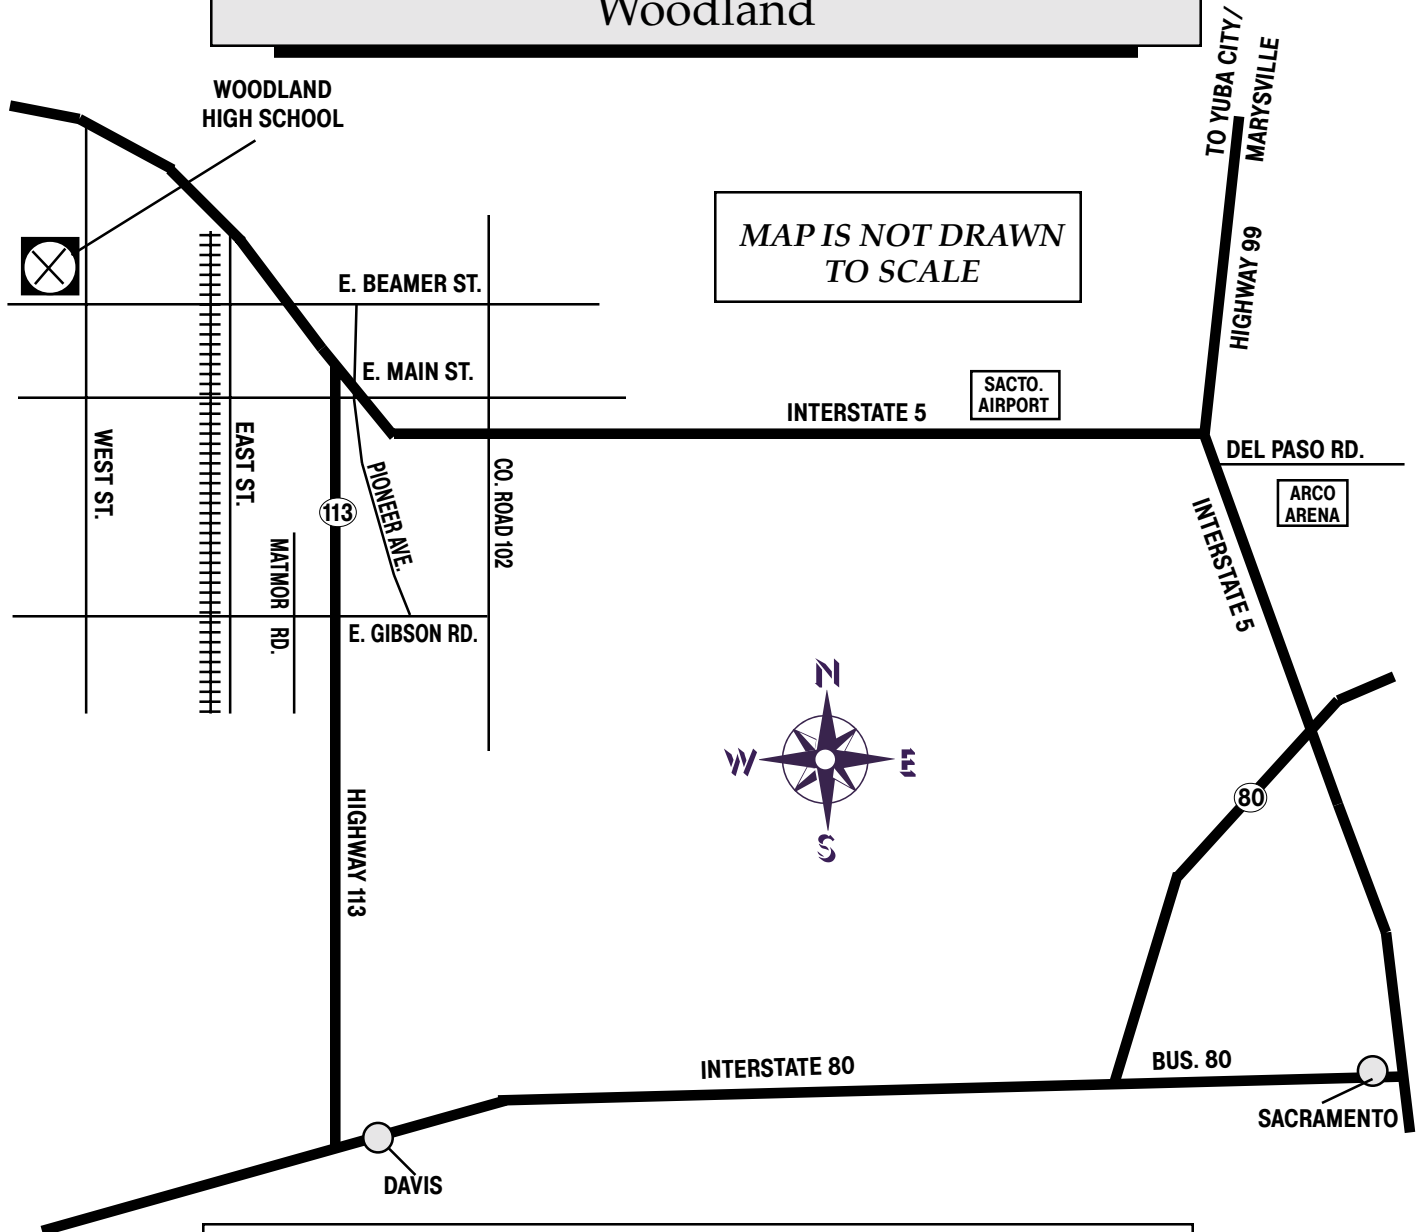 Woodland
WOODLAND
HIGH SCHOOL
TO YUBA CITY/
MARYSVILLE
MAP IS NOT DRAWN
TO SCALE
HIGHWAY 99
E. BEAMER ST.
E. MAIN ST.
SACTO.
AIRPORT
INTERSTATE 5
DEL PASO RD.
ARCO
ARENA
WEST ST.
EAST ST.
PIONEER AVE.
CO. ROAD 102
113
MATMOR RD.
INTERSTATE 5
E. GIBSON RD.
N
W
E
S
80
HIGHWAY 113
INTERSTATE 80
BUS. 80
SACRAMENTO
DAVIS